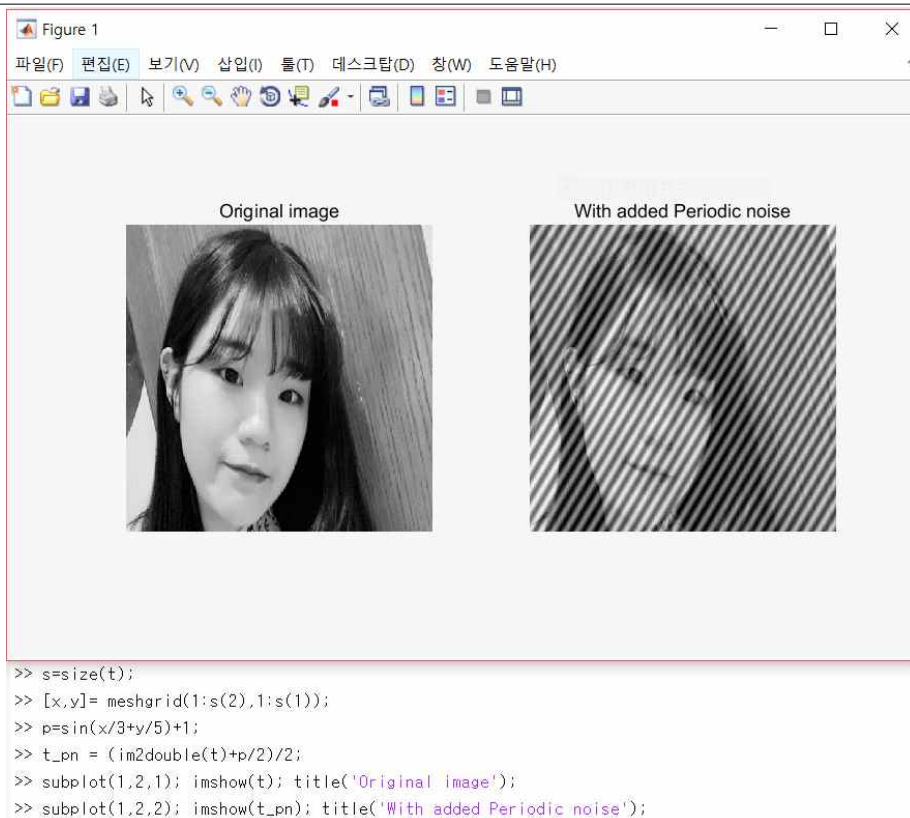 Figure 1
파일(F) 편집(E) 보기(V) 삽입(I) 툴(T) 데스크탑(D) 창(W) 도움말(H)
Original image
With added Periodic noise
>> s=size(t);
>> [x,y]= meshgrid(1:s(2),1:s(1));
>> p=sin(x/3+y/5)+1;
>> t_pn = (im2double(t)+p/2)/2;
>> subplot(1,2,1); imshow(t); title('Original image');
>> subplot(1,2,2); imshow(t_pn); title('With added Periodic noise');